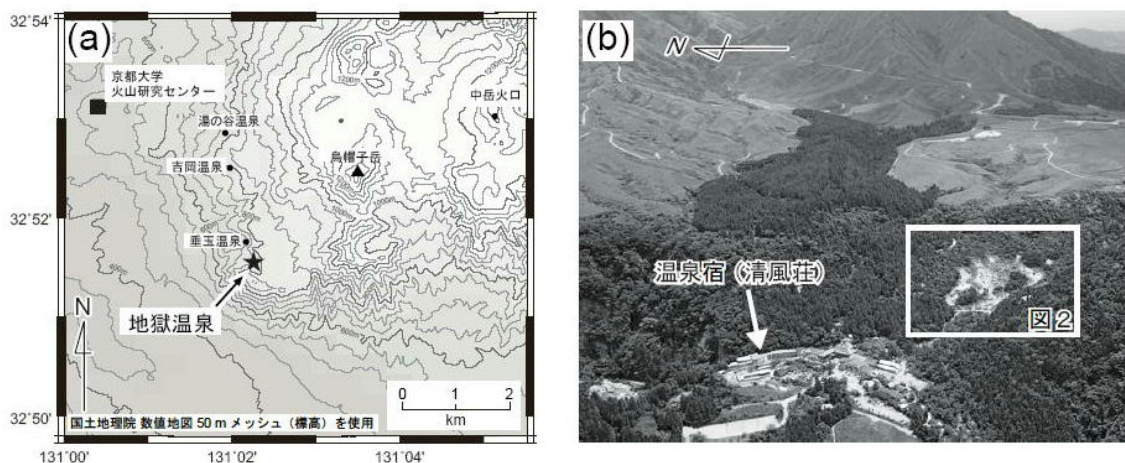 (a)
32°54'
京都大学
火山研究センター
中岳火口
湯の谷温泉
吉岡温泉
烏帽子岳
1200m
32°52'
垂玉温泉
地獄温泉
N
0 1 2
km
32°50'
国土地理院 数値地図 50 m メッシュ（標高）を使用
131°00'
131°02'
131°04'
(b)
N
温泉宿（清風荘）
図2